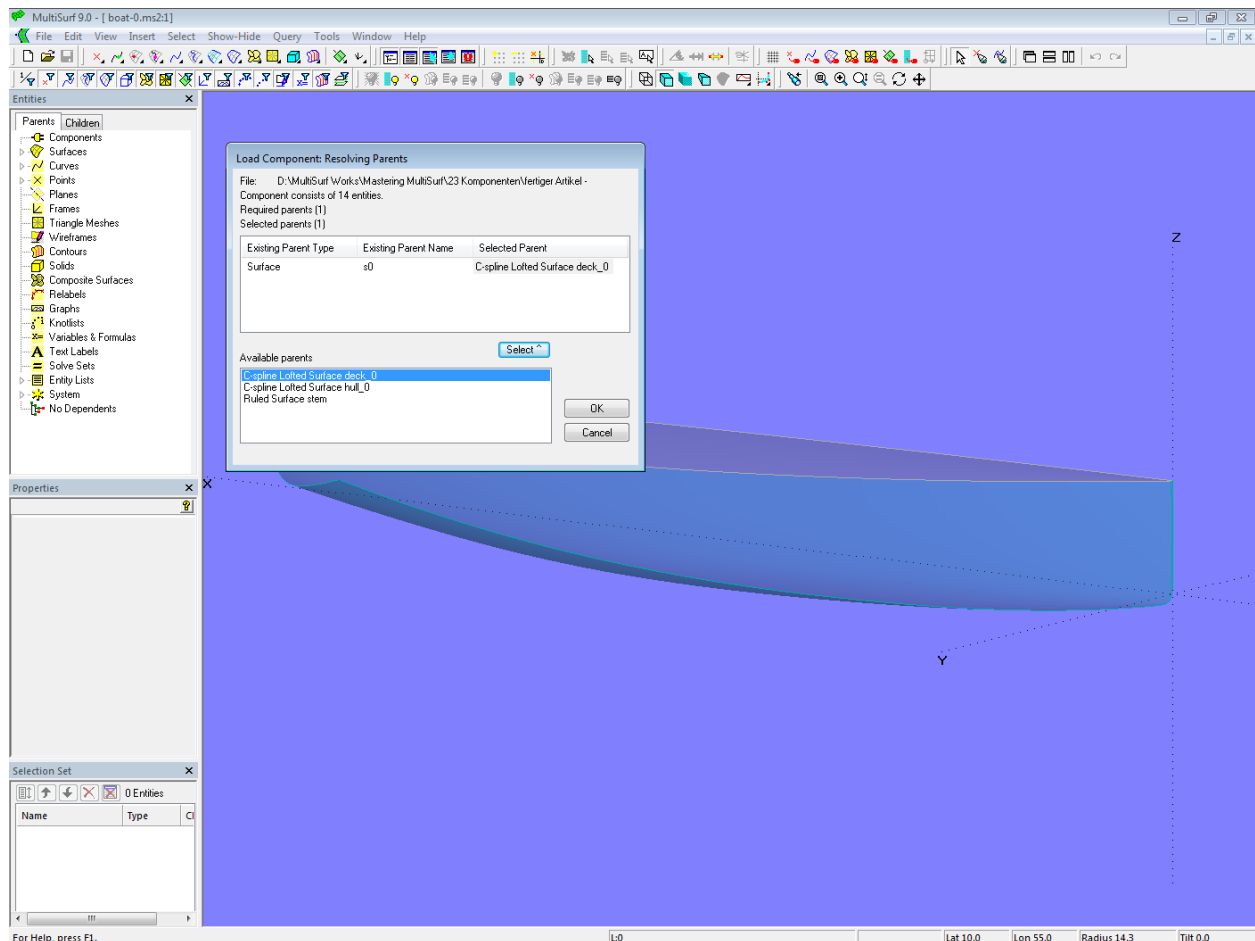 MultiSurf 9.0 - [ boat-0.ms2:1]
File Edit View Insert Select Show-Hide Query Tools Window Help
Entities
Parents Children
Components
Surfaces
Curves
Points
Planes
Frames
Triangle Meshes
Wireframes
Contours
Solids
Composite Surfaces
Relabels
Graphs
Knotlists
Variables & Formulas
Text Labels
Solve Sets
Entity Lists
System
No Dependents
Load Component: Resolving Parents
File: D:\MultiSurf Works\Mastering MultiSurf\23 Komponenten\fertiger Artikel -
Component consists of 14 entities.
Required parents (1)
Selected parents (1)
Existing Parent Type Existing Parent Name Selected Parent
Surface s0 C-spline Lofted Surface deck_0
Select ^
Available parents
C-spline Lofted Surface deck_0
C-spline Lofted Surface hull_0
Ruled Surface stem
OK
Cancel
Z
X
Y
Properties
Selection Set
0 Entities
Name Type Cl
For Help, press F1. L:0 Lat 10.0 Lon 55.0 Radius 14.3 Tilt 0.0